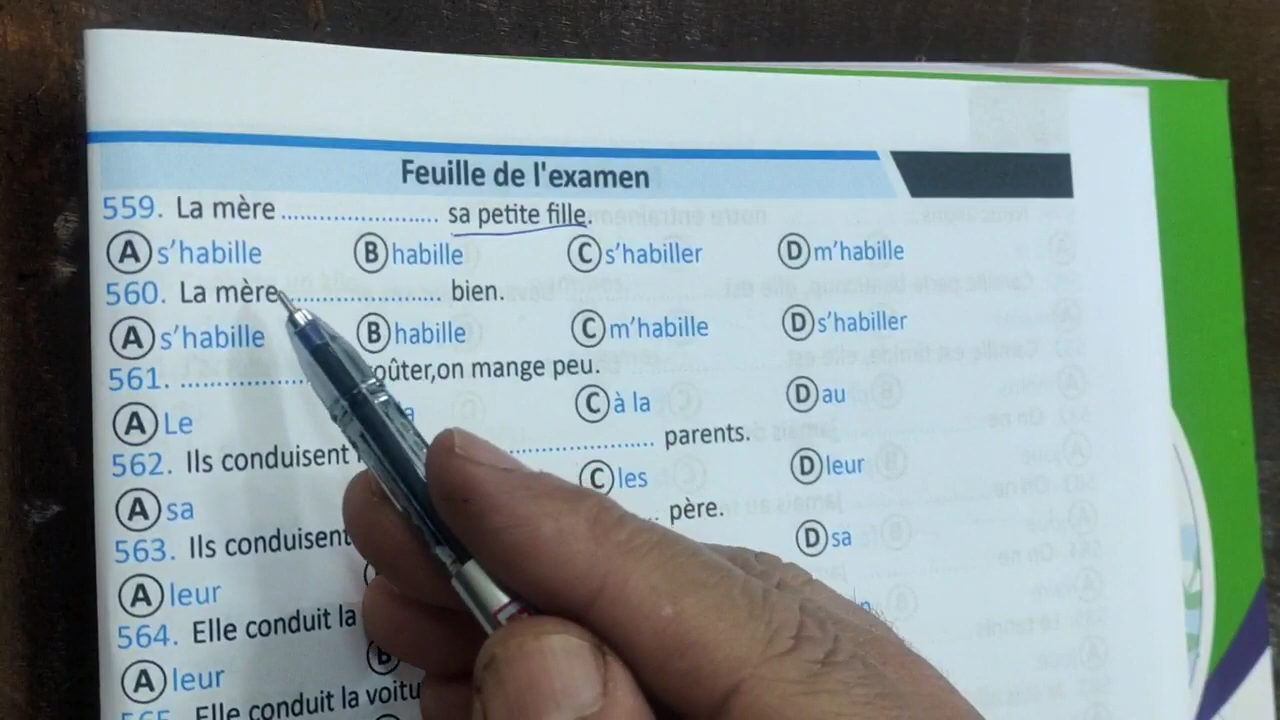 Feuille de l'examen
559. La mère ........................ sa petite fille.
A s'habille B habille C s'habiller D m'habille
560. La mère ........................ bien.
A s'habille B habille C m'habille D s'habiller
561. .................... oûter,on mange peu.
A Le a C à la D au
562. Ils conduisent .................... parents.
A sa C les D leur
563. Ils conduisent .. père.
A leur D sa
564. Elle conduit la
A leur B
565. Elle conduit la voitu